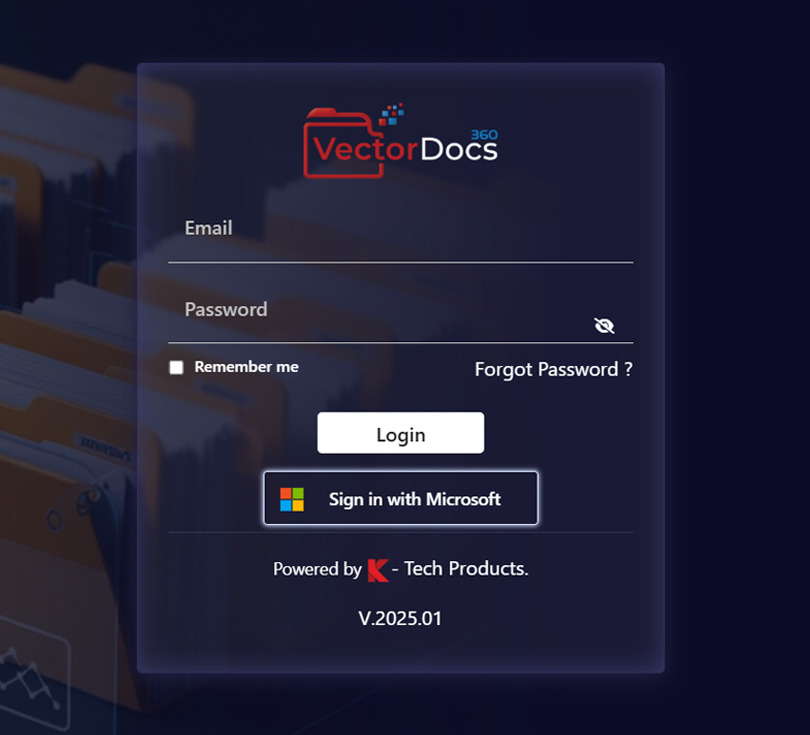 360
VectorDocs
Email
Password
Remember me
Forgot Password ?
Login
Sign in with Microsoft
Powered by K - Tech Products.
V.2025.01